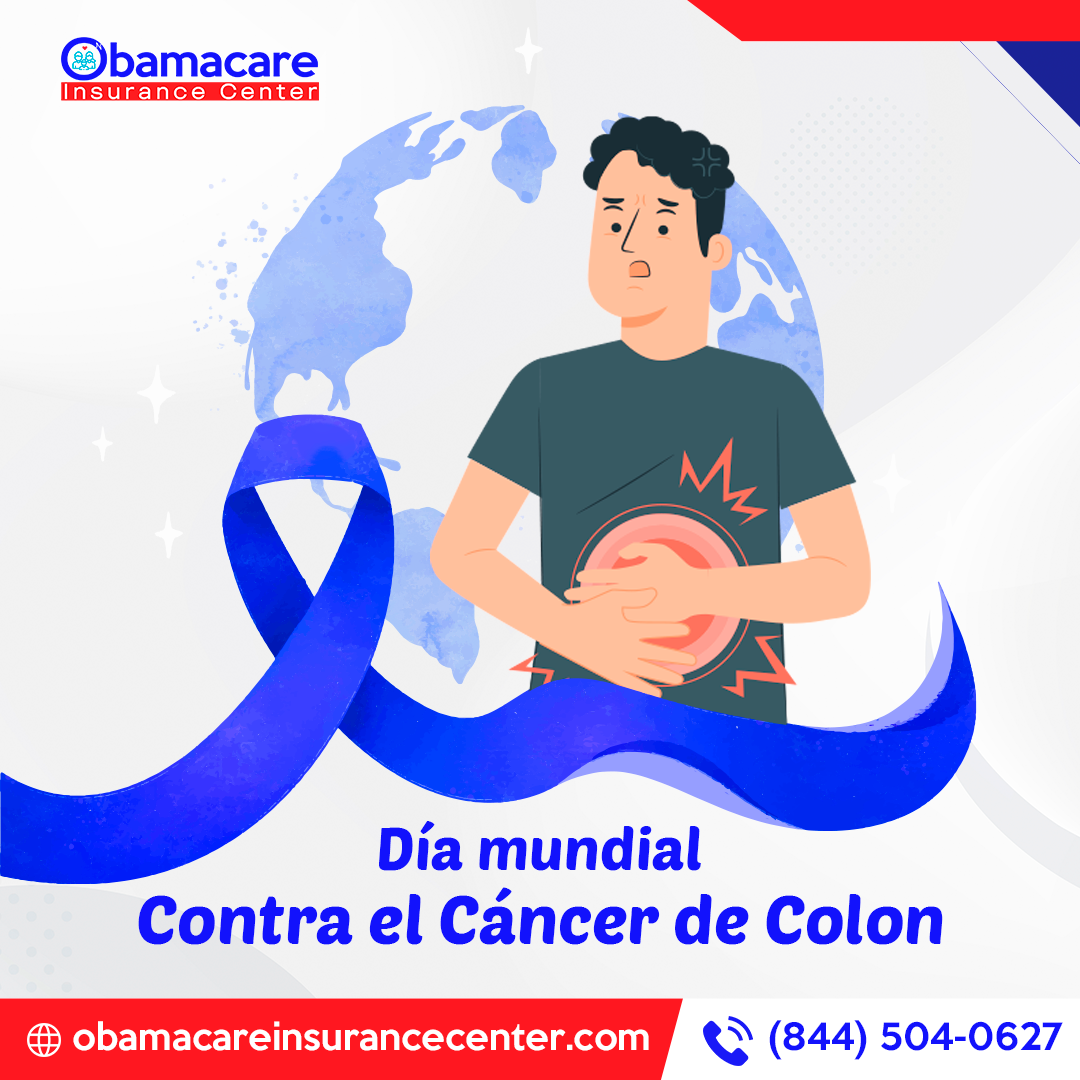 Obamacare
Insurance Center
Día mundial
Contra el Cáncer de Colon
obamacareinsurancecenter.com
(844) 504-0627